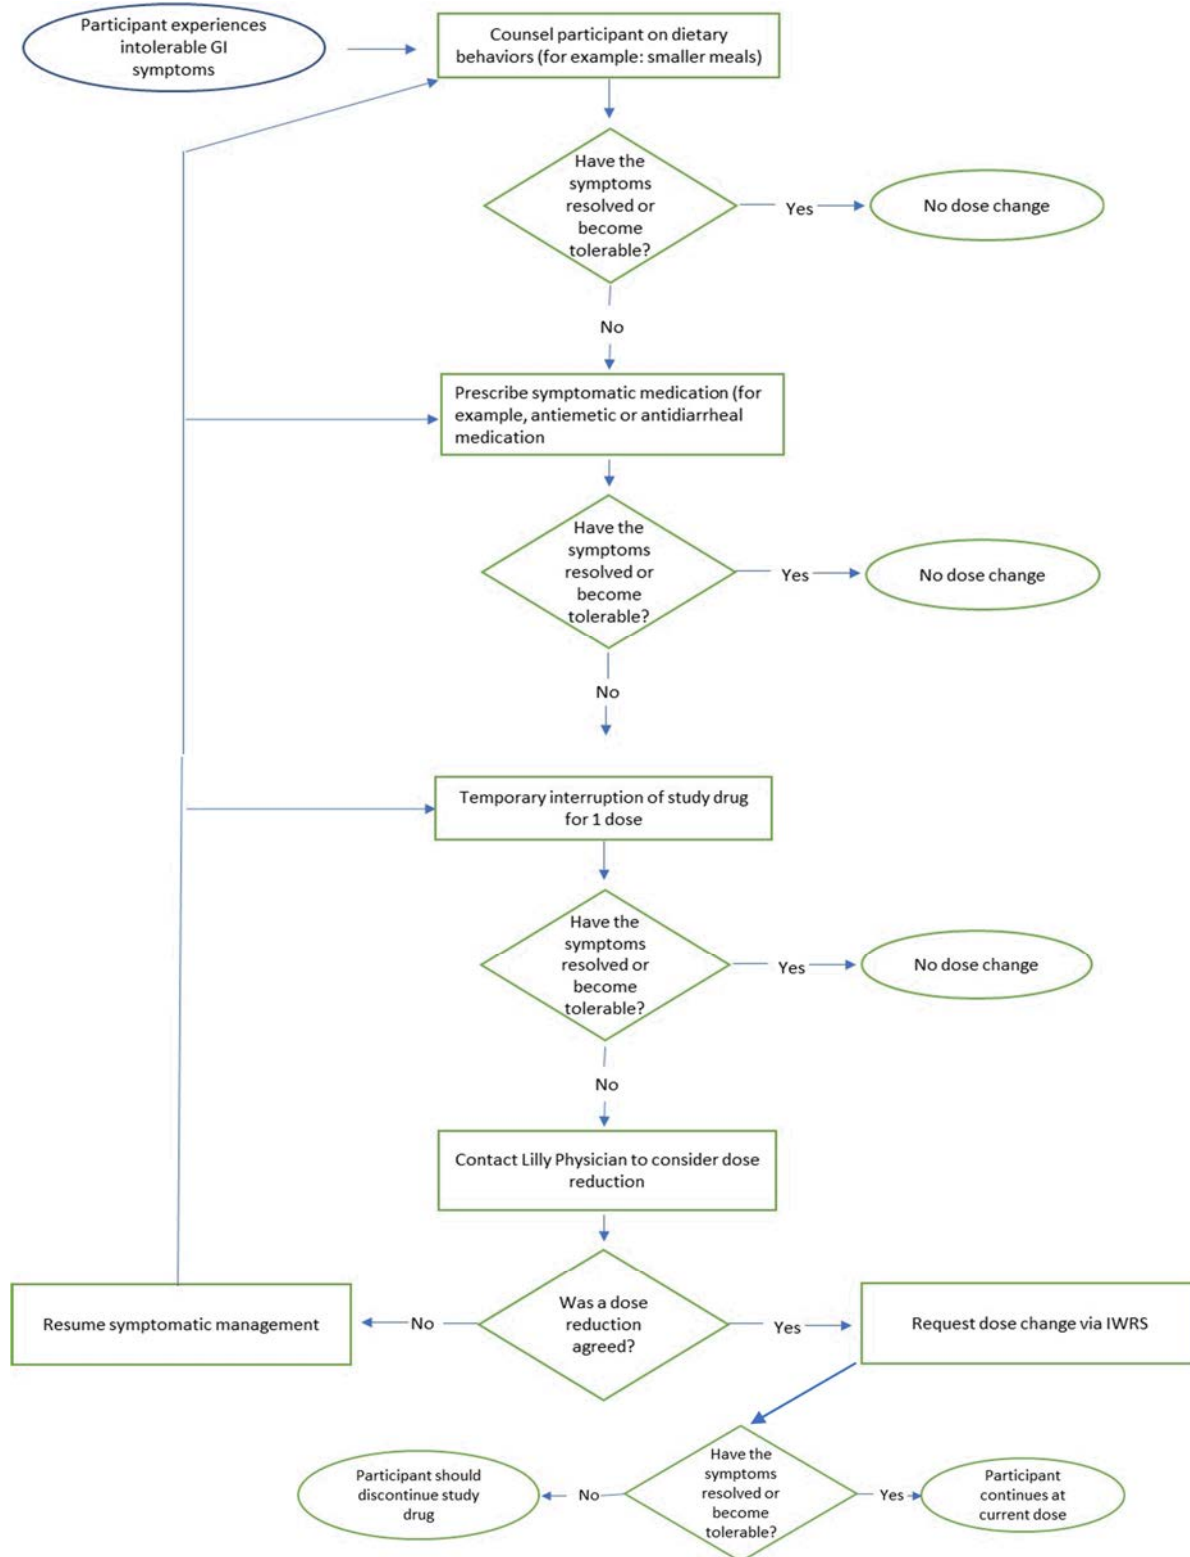 Participant experiences
intolerable GI
symptoms
Counsel participant on dietary
behaviors (for example: smaller meals)
Have the
symptoms
resolved or
become
tolerable?
Yes
No dose change
No
Prescribe symptomatic medication (for
example, antiemetic or antidiarrheal
medication
Have the
symptoms
resolved or
become
tolerable?
Yes
No dose change
No
Temporary interruption of study drug
for 1 dose
Have the
symptoms
resolved or
become
tolerable?
Yes
No dose change
No
Contact Lilly Physician to consider dose
reduction
Resume symptomatic management
No
Was a dose
reduction
agreed?
Yes
Request dose change via IWRS
Participant should
discontinue study
drug
No
Have the
symptoms
resolved or
become
tolerable?
Yes
Participant
continues at
current dose